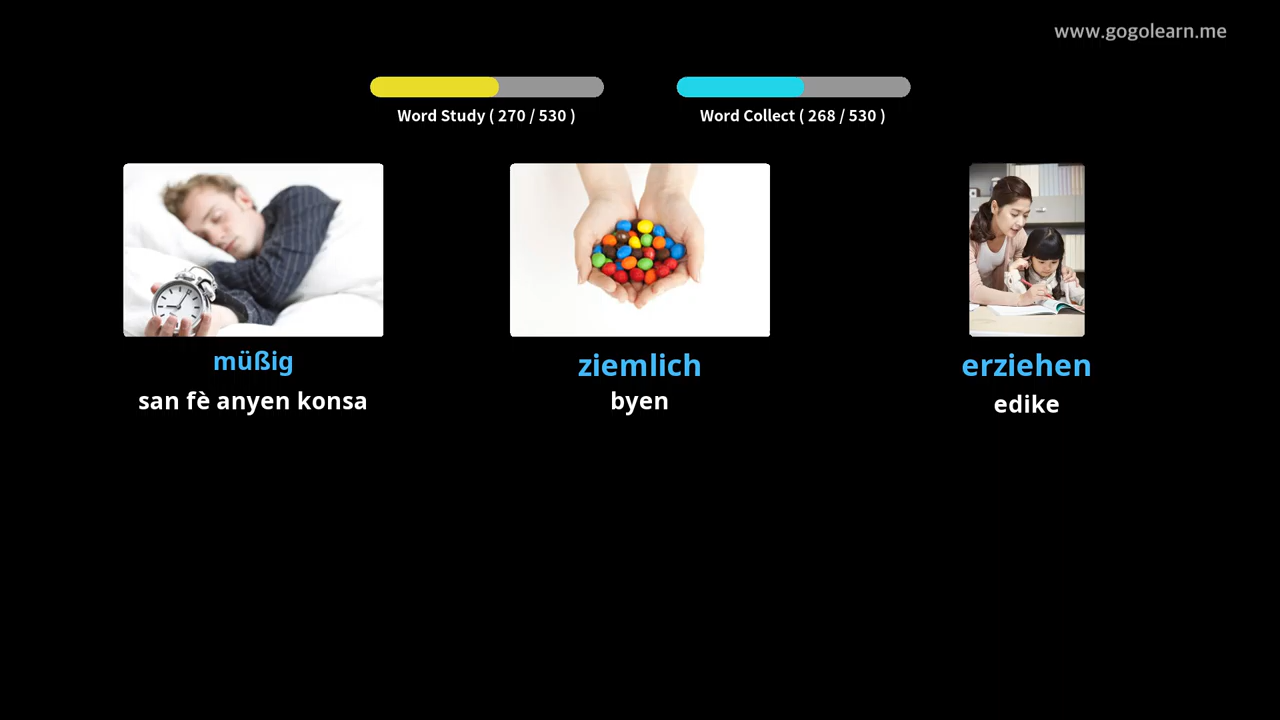 www.gogolearn.me
Word Study ( 270 / 530 )
Word Collect ( 268 / 530 )
müßig
san fè anyen konsa
ziemlich
byen
erziehen
edike